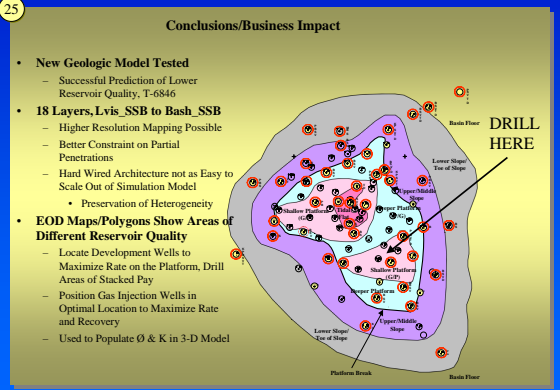 25
Conclusions/Business Impact
• New Geologic Model Tested
– Successful Prediction of Lower
Reservoir Quality, T-6846
• 18 Layers, Lvis_SSB to Bash_SSB
– Higher Resolution Mapping Possible
– Better Constraint on Partial
Penetrations
– Hard Wired Architecture not as Easy to
Scale Out of Simulation Model
• Preservation of Heterogeneity
• EOD Maps/Polygons Show Areas of
Different Reservoir Quality
– Locate Development Wells to
Maximize Rate on the Platform, Drill
Areas of Stacked Pay
– Position Gas Injection Wells in
Optimal Location to Maximize Rate
and Recovery
– Used to Populate Ø & K in 3-D Model
DRILL
HERE
Basin Floor
Lower Slope/
Toe of Slope
Upper/Middle
Slope
Shallow Platform
Tidal
Shallow Platform
(G/P)
Deeper Platform
Upper/Middle
Slope
Lower Slope/
Toe of Slope
Platform Break
Basin Floor